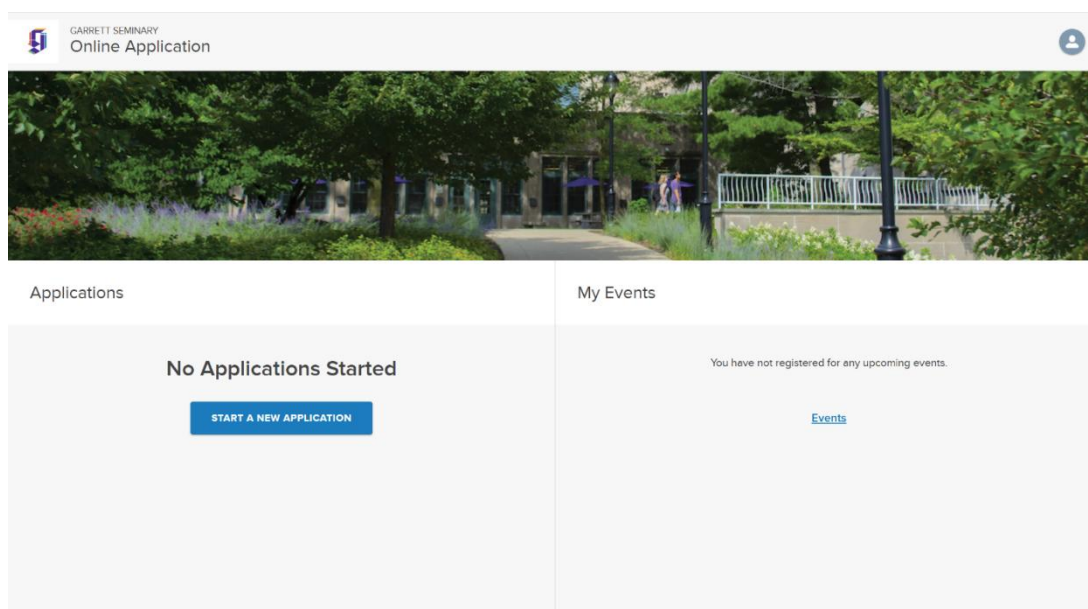 GARRETT SEMINARY
Online Application
Applications
No Applications Started
START A NEW APPLICATION
My Events
You have not registered for any upcoming events.
Events